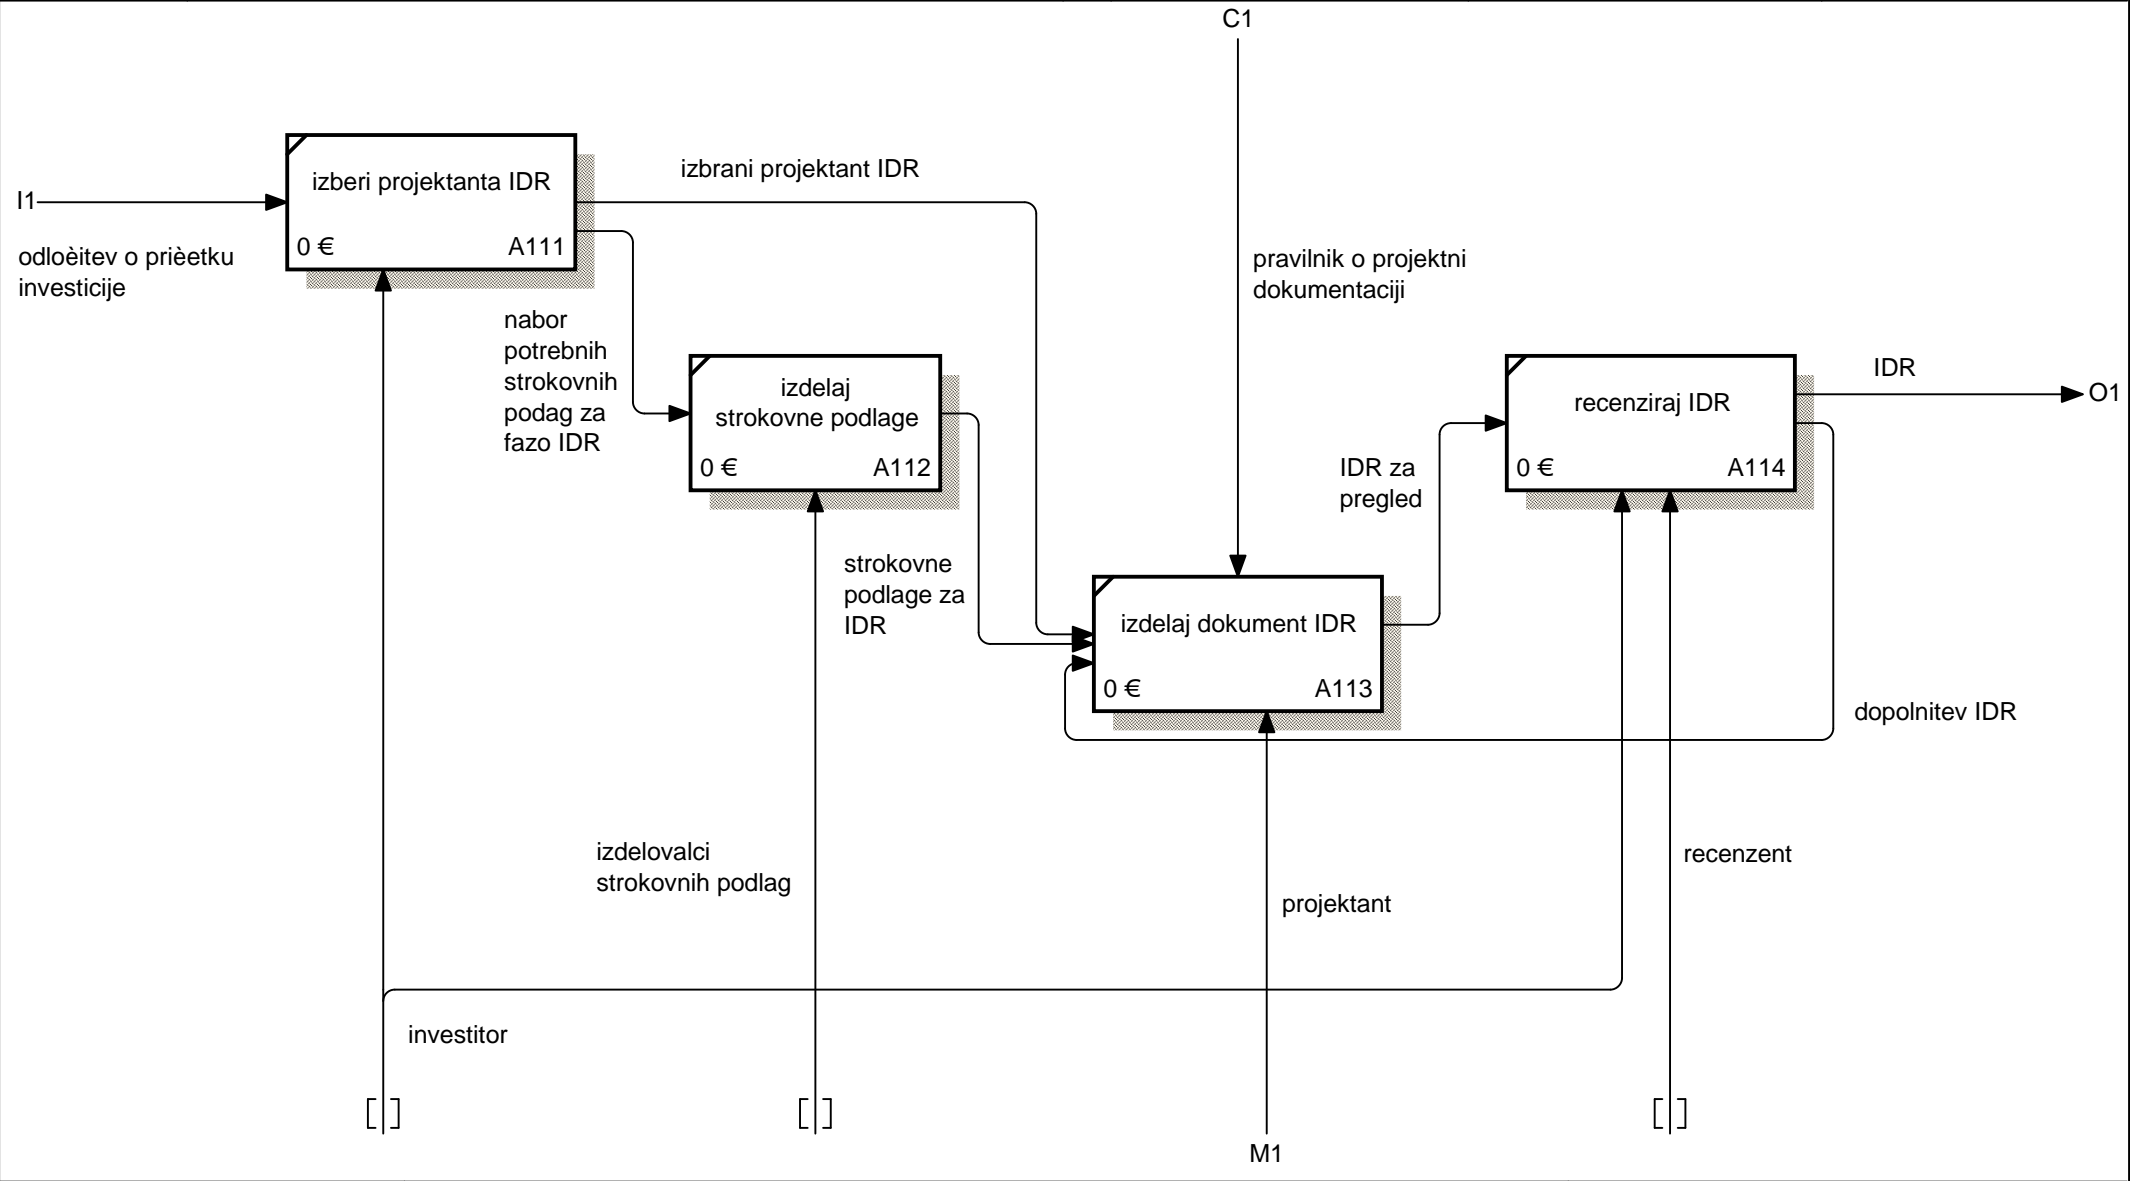 C1
izberi projektanta IDR
0 €
A111
izbrani projektant IDR
I1
odloèitev o prièetku
investicije
pravilnik o projektni
dokumentaciji
nabor
potrebnih
strokovnih
podag za
fazo IDR
izdelaj
strokovne podlage
0 €
A112
recenziraj IDR
0 €
A114
IDR
O1
IDR za
pregled
strokovne
podlage za
IDR
izdelaj dokument IDR
0 €
A113
dopolnitev IDR
izdelovalci
strokovnih podlag
recenzent
projektant
investitor
M1